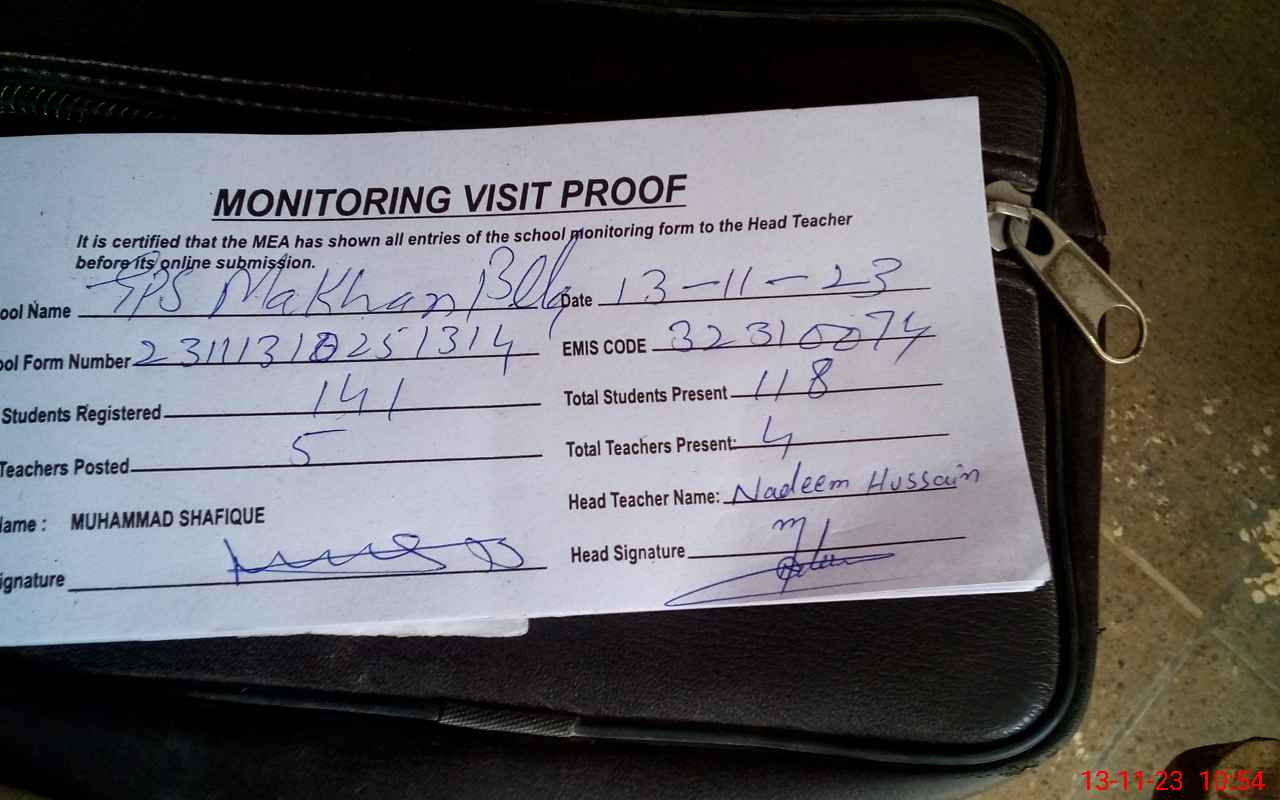 MONITORING VISIT PROOF
It is certified that the MEA has shown all entries of the school monitoring form to the Head Teacher
before its online submission.
ool Name GPS Makhan Bela Date 13-11-23
ool Form Number 23111310251314 EMIS CODE 32310074
Students Registered 141 Total Students Present 118
Teachers Posted 5 Total Teachers Present: 4
Head Teacher Name: Nadeem Hussain
lame : MUHAMMAD SHAFIQUE
ignature Head Signature
13-11-23 10:54